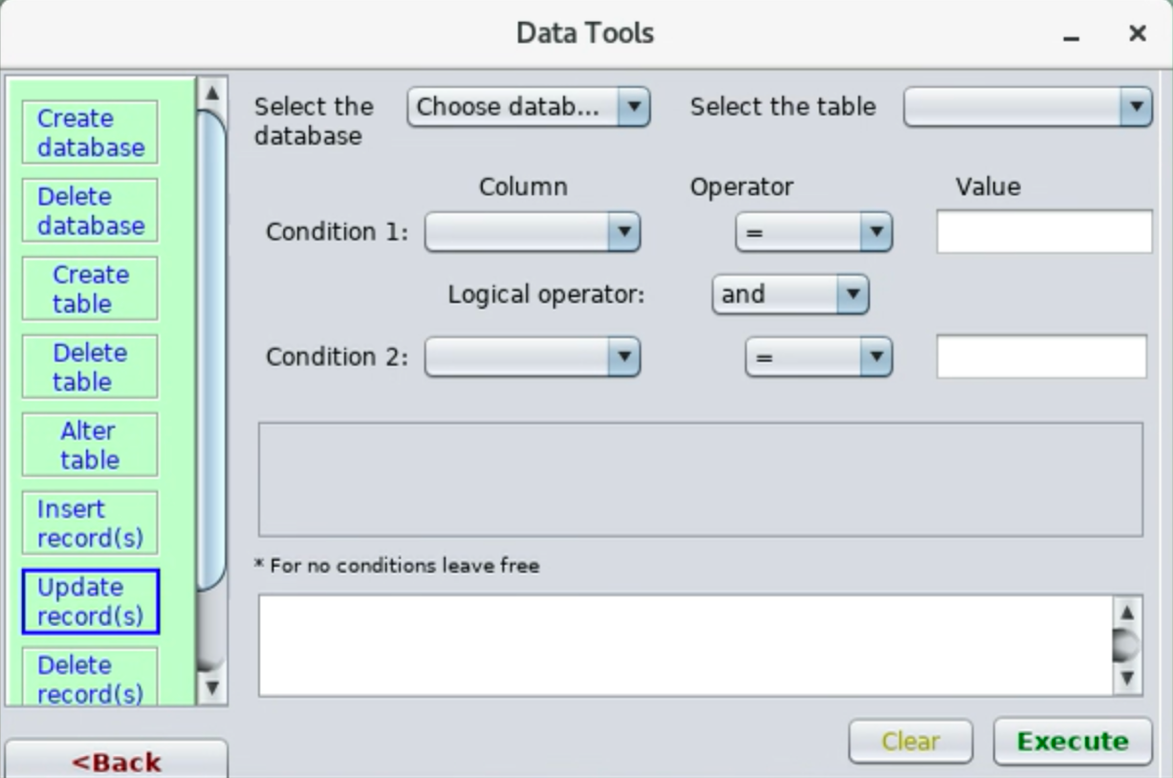 Data Tools
Create
database
Delete
database
Create
table
Delete
table
Alter
table
Insert
record(s)
Update
record(s)
Delete
record(s)
<Back
Select the
database
Choose datab...
Select the table
Column
Operator
Value
Condition 1:
=
Logical operator:
and
Condition 2:
=
* For no conditions leave free
Clear
Execute